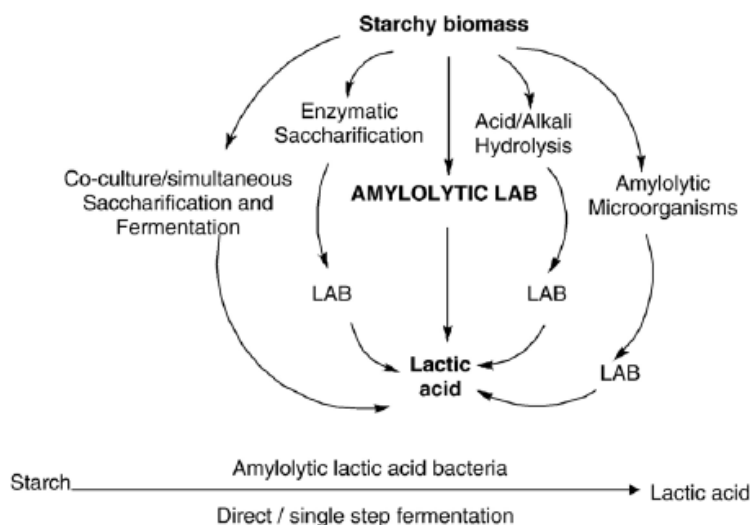 Starchy biomass
Enzymatic
Saccharification
Acid/Alkali
Hydrolysis
Co-culture/simultaneous
Saccharification and
Fermentation
AMYLOLYTIC LAB
Amylolytic
Microorganisms
LAB
LAB
LAB
Lactic
acid
Amylolytic lactic acid bacteria
Starch
Lactic acid
Direct / single step fermentation